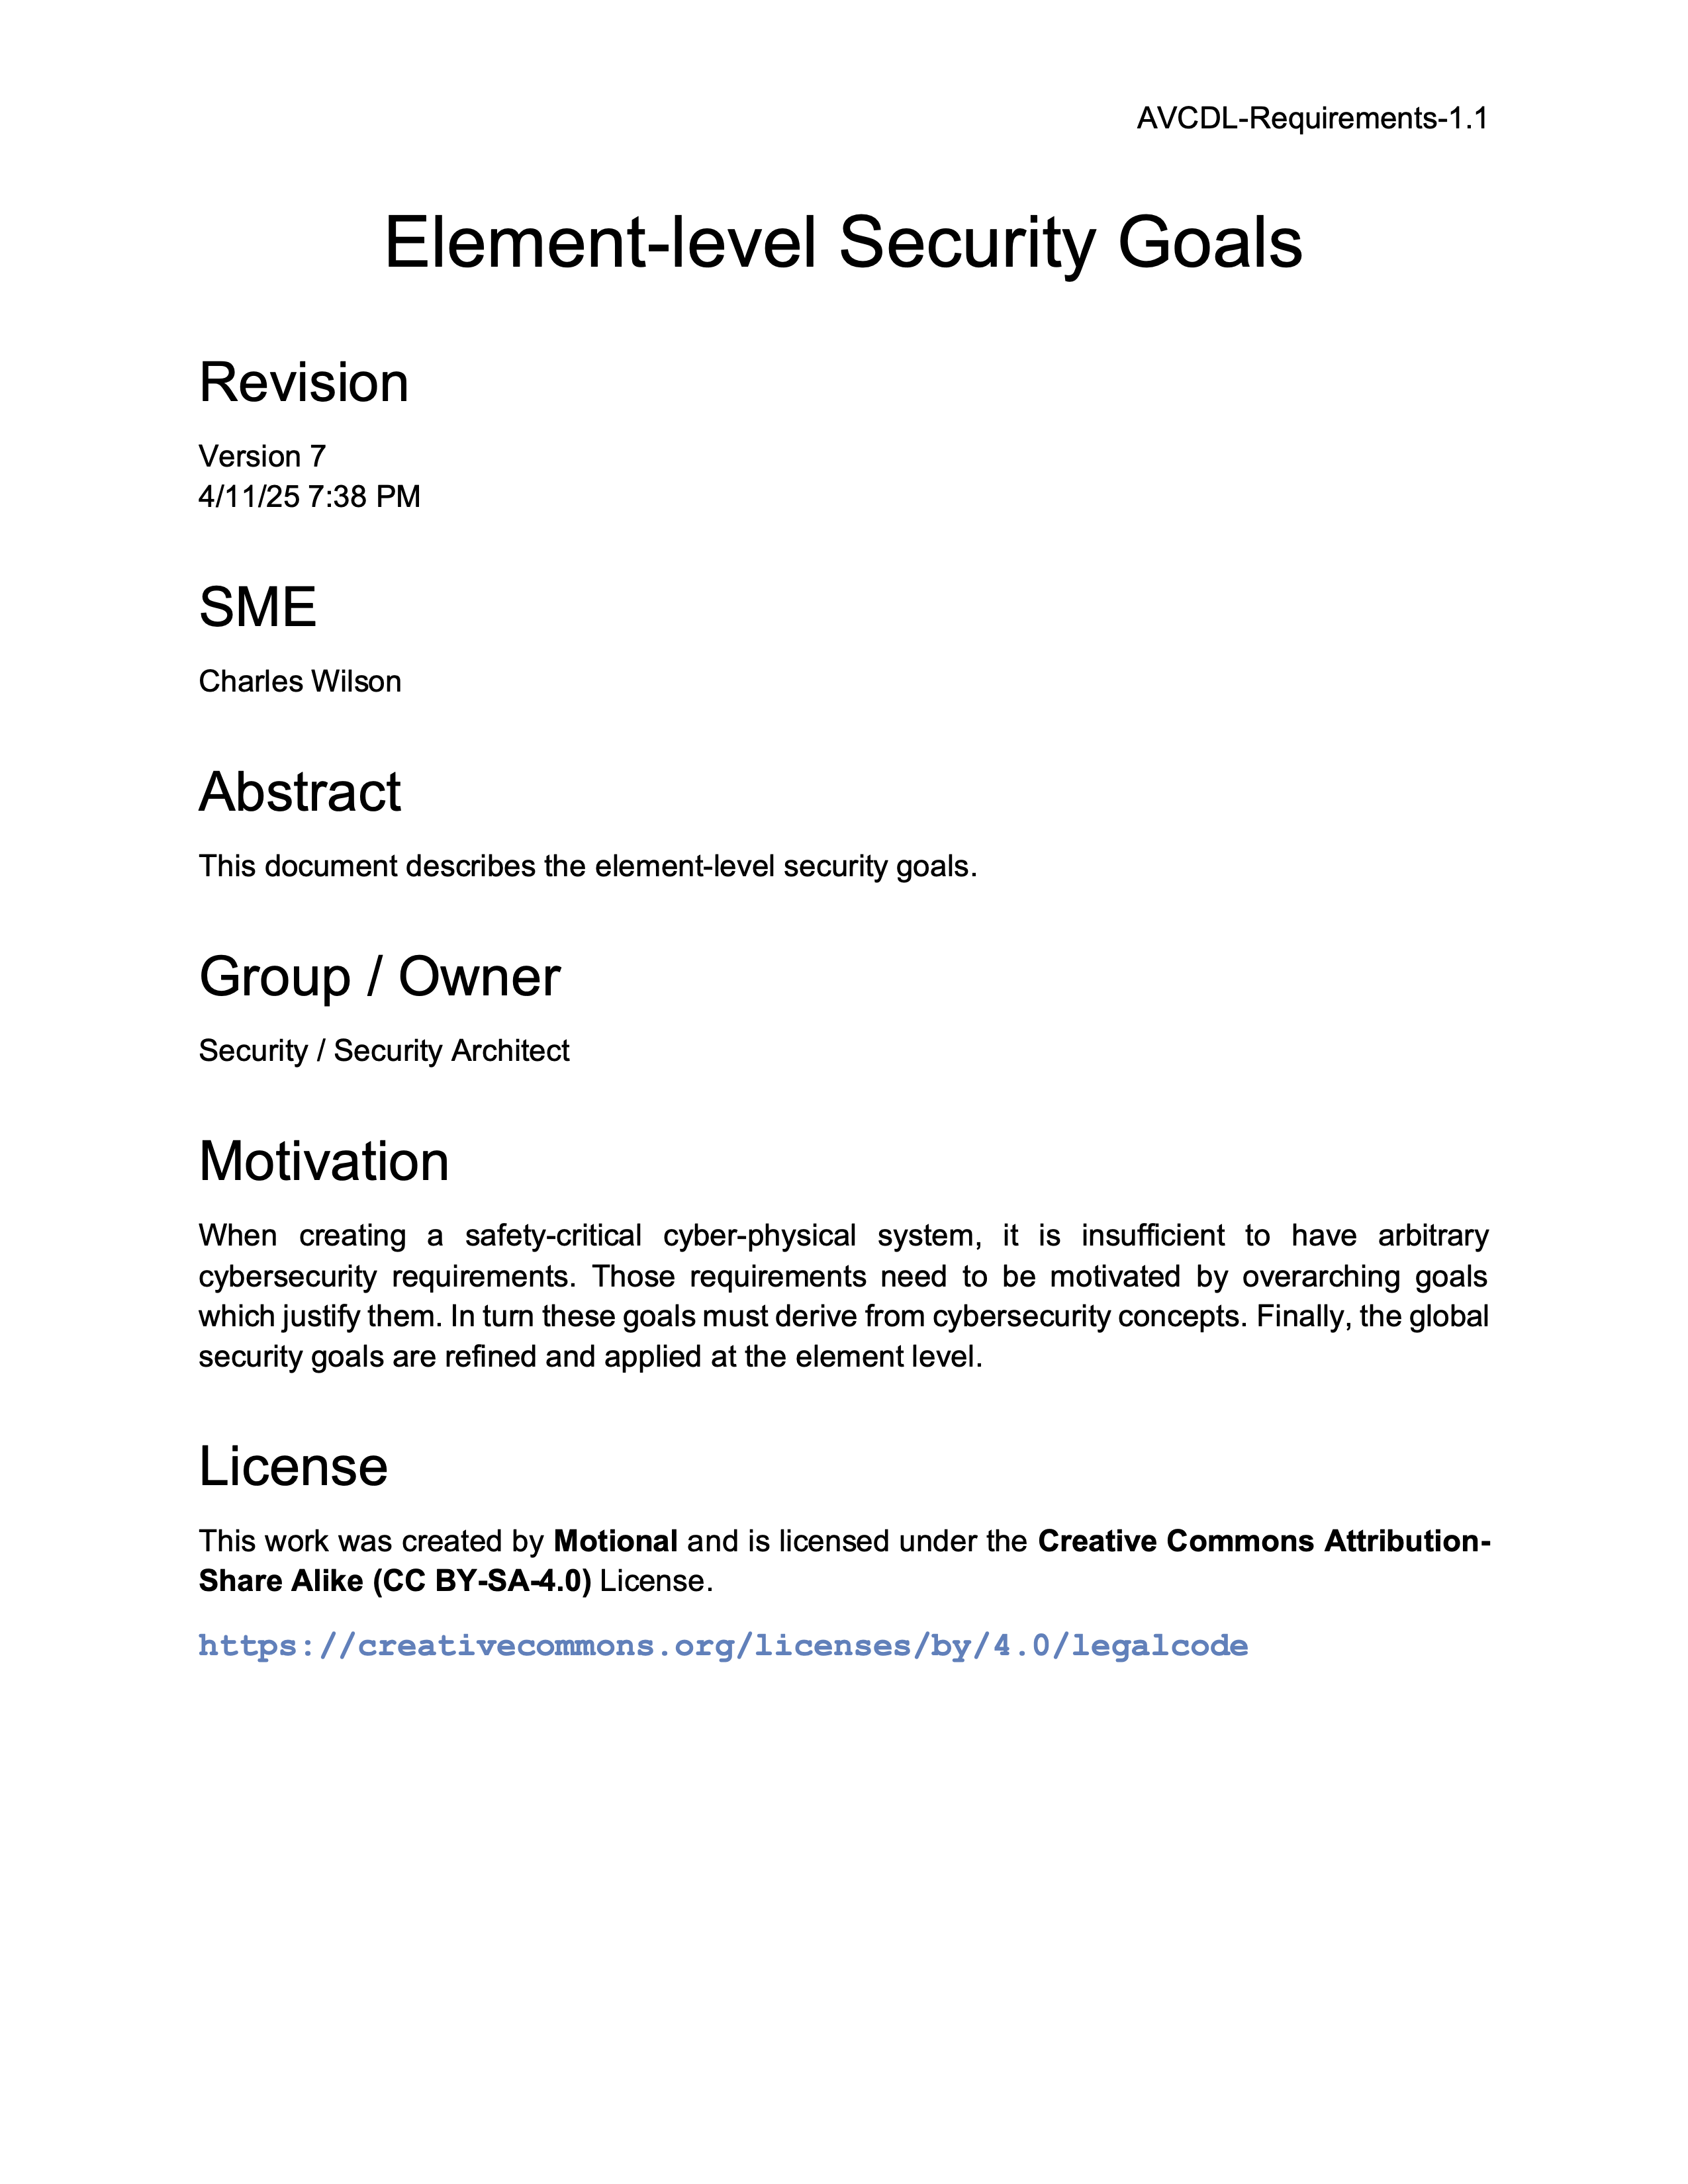 AVCDL-Requirements-1.1
Element-level Security Goals
Revision
Version 7
4/11/25 7:38 PM
SME
Charles Wilson
Abstract
This document describes the element-level security goals.
Group / Owner
Security / Security Architect
Motivation
When creating a safety-critical cyber-physical system, it is insufficient to have arbitrary
cybersecurity requirements. Those requirements need to be motivated by overarching goals
which justify them. In turn these goals must derive from cybersecurity concepts. Finally, the global
security goals are refined and applied at the element level.
License
This work was created by Motional and is licensed under the Creative Commons Attribution-
Share Alike (CC BY-SA-4.0) License.
https://creativecommons.org/licenses/by/4.0/legalcode